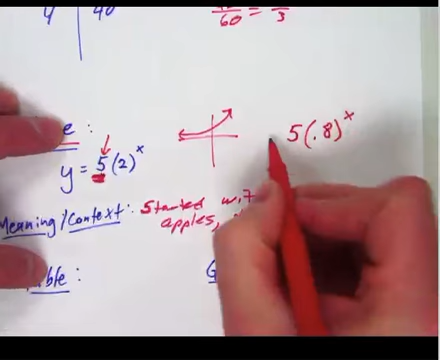 4 40
60 = 3
e :
5(.8)^x
y = 5(2)^x
Meaning/Context: Started with
apples,
ble:
G